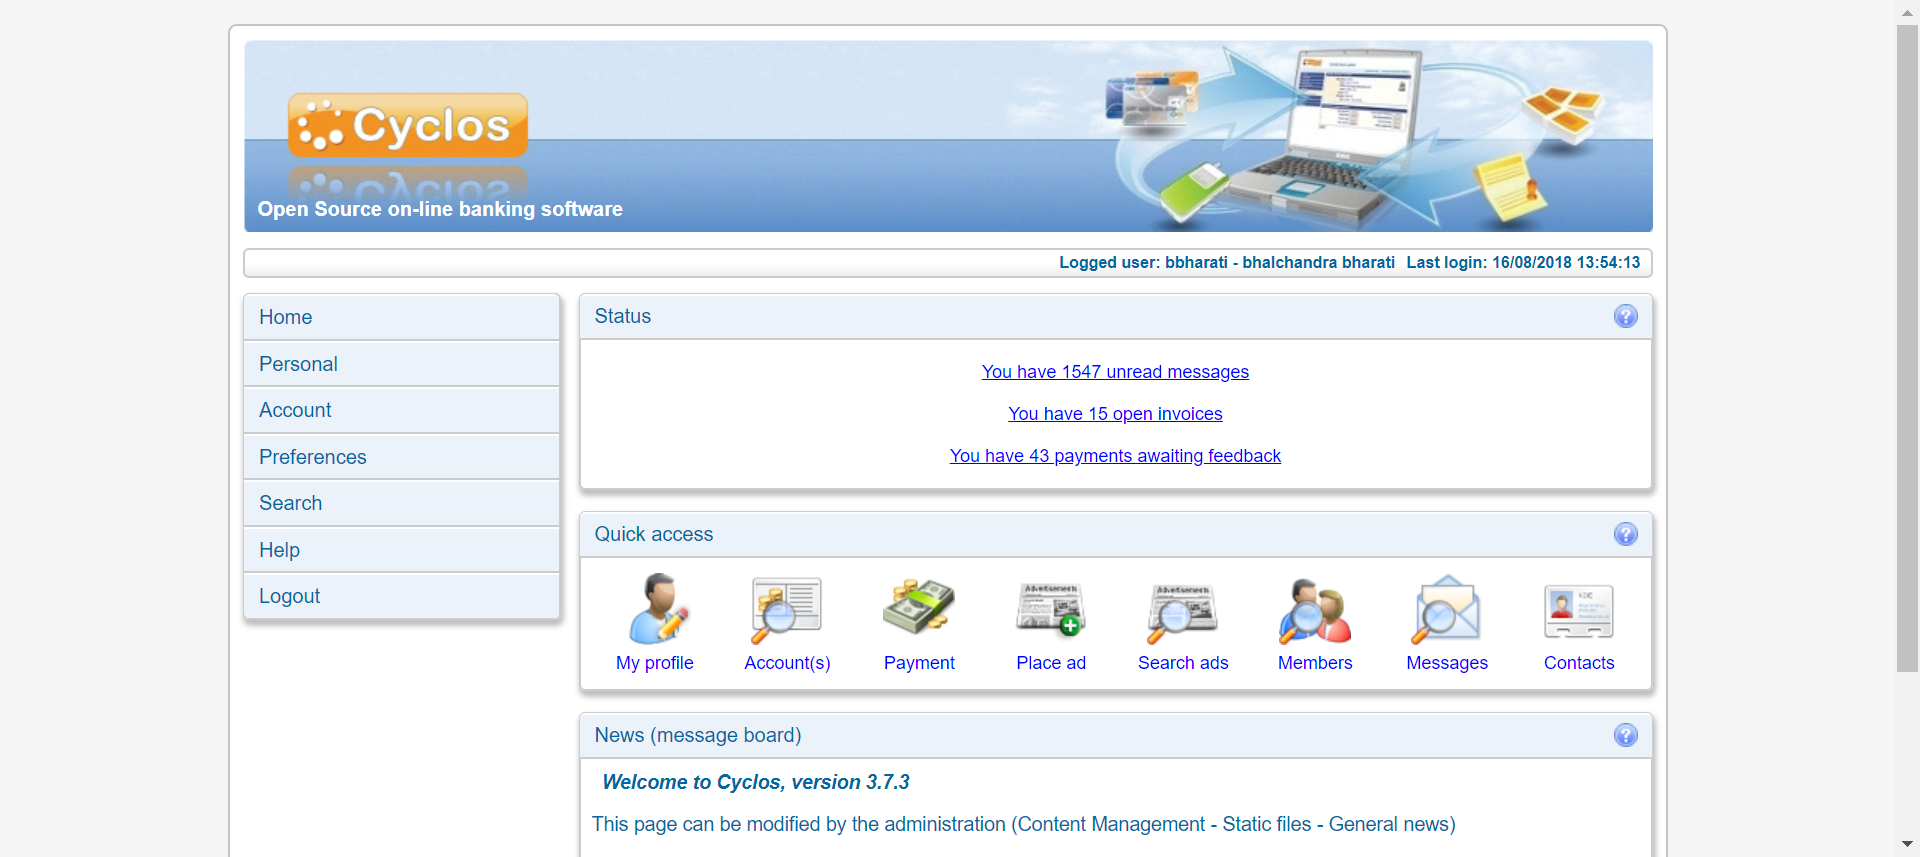 Cyclos
Open Source on-line banking software
Logged user: bbharati - bhalchandra bharati Last login: 16/08/2018 13:54:13
Home
Personal
Account
Preferences
Search
Help
Logout
Status
You have 1547 unread messages
You have 15 open invoices
You have 43 payments awaiting feedback
Quick access
Advertisements
Advertisements
My profile
Account(s)
Payment
Place ad
Search ads
Members
Messages
Contacts
News (message board)
Welcome to Cyclos, version 3.7.3
This page can be modified by the administration (Content Management - Static files - General news)